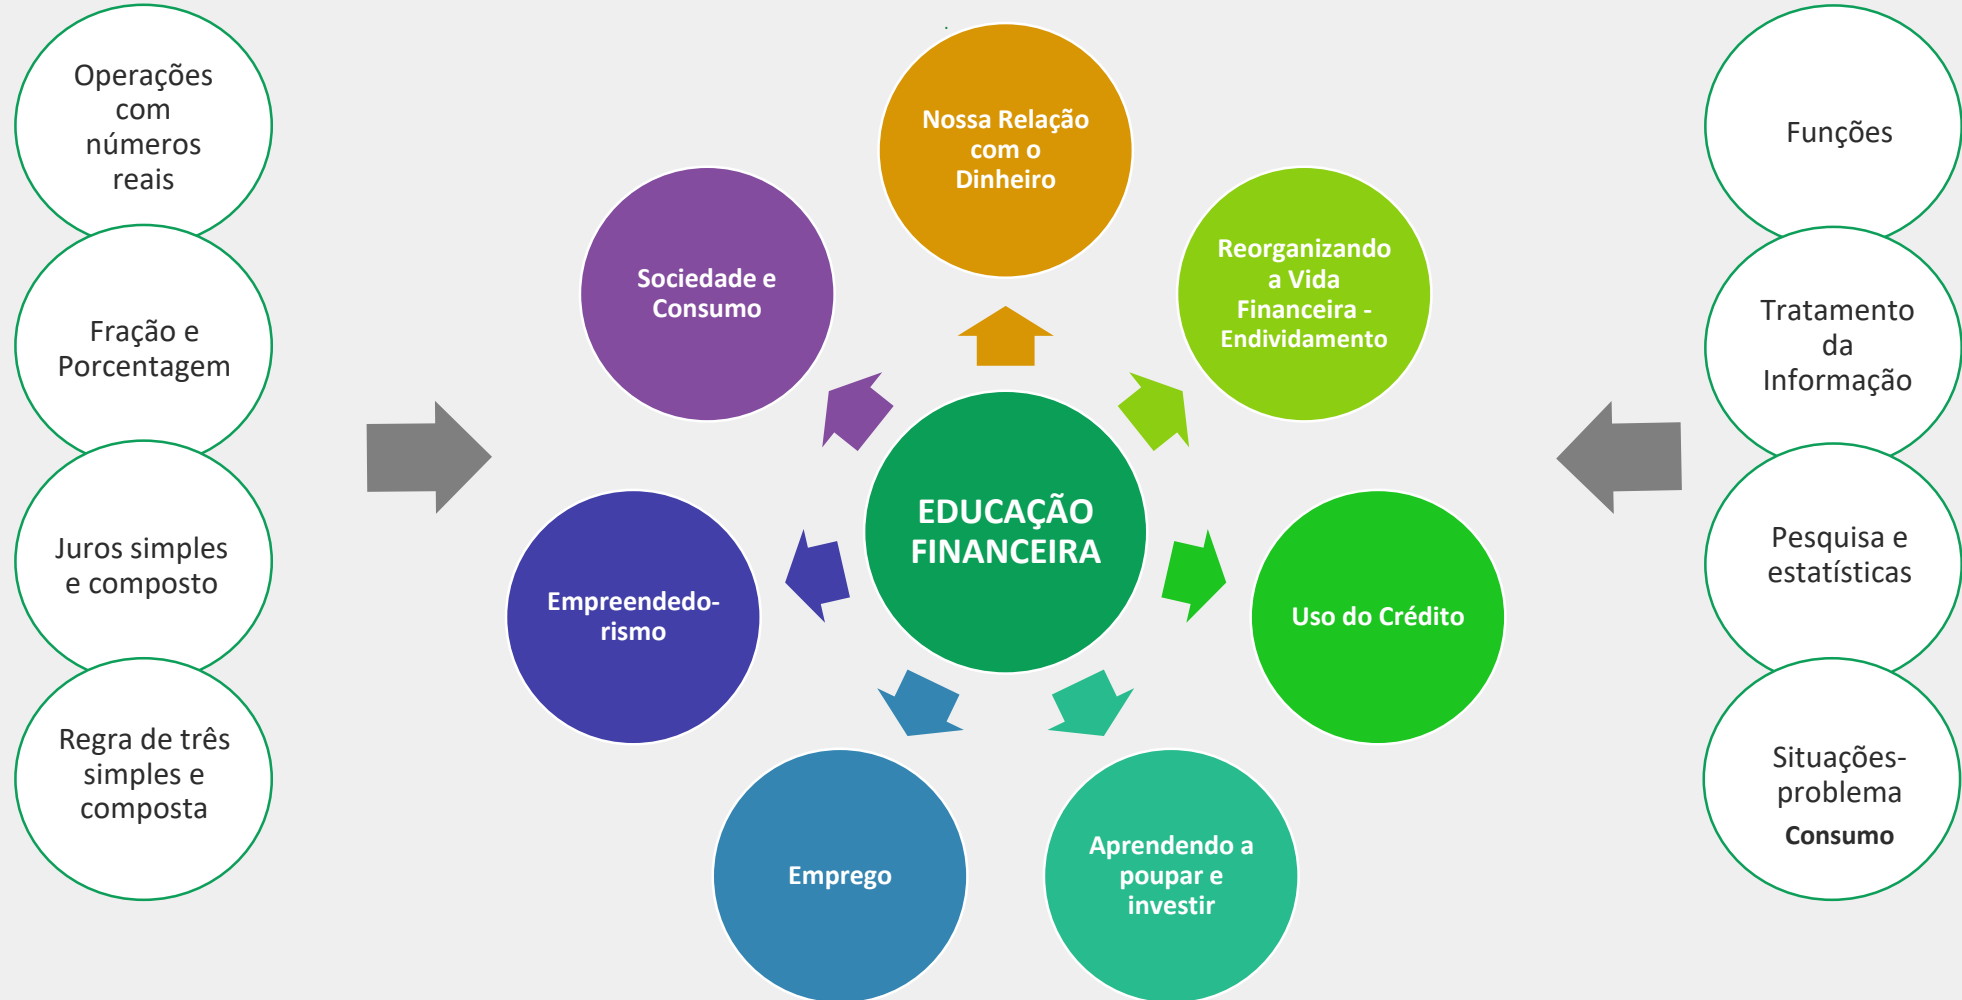 Operações
com
números
reais
Fração e
Porcentagem
Juros simples
e composto
Regra de três
simples e
composta
Nossa Relação
com o
Dinheiro
Reorganizando
a Vida
Financeira -
Endividamento
Uso do Crédito
Aprendendo a
poupar e
investir
Emprego
Empreendedo-
rismo
Sociedade e
Consumo
EDUCAÇÃO
FINANCEIRA
Funções
Tratamento
da
Informação
Pesquisa e
estatísticas
Situações-
problema
Consumo